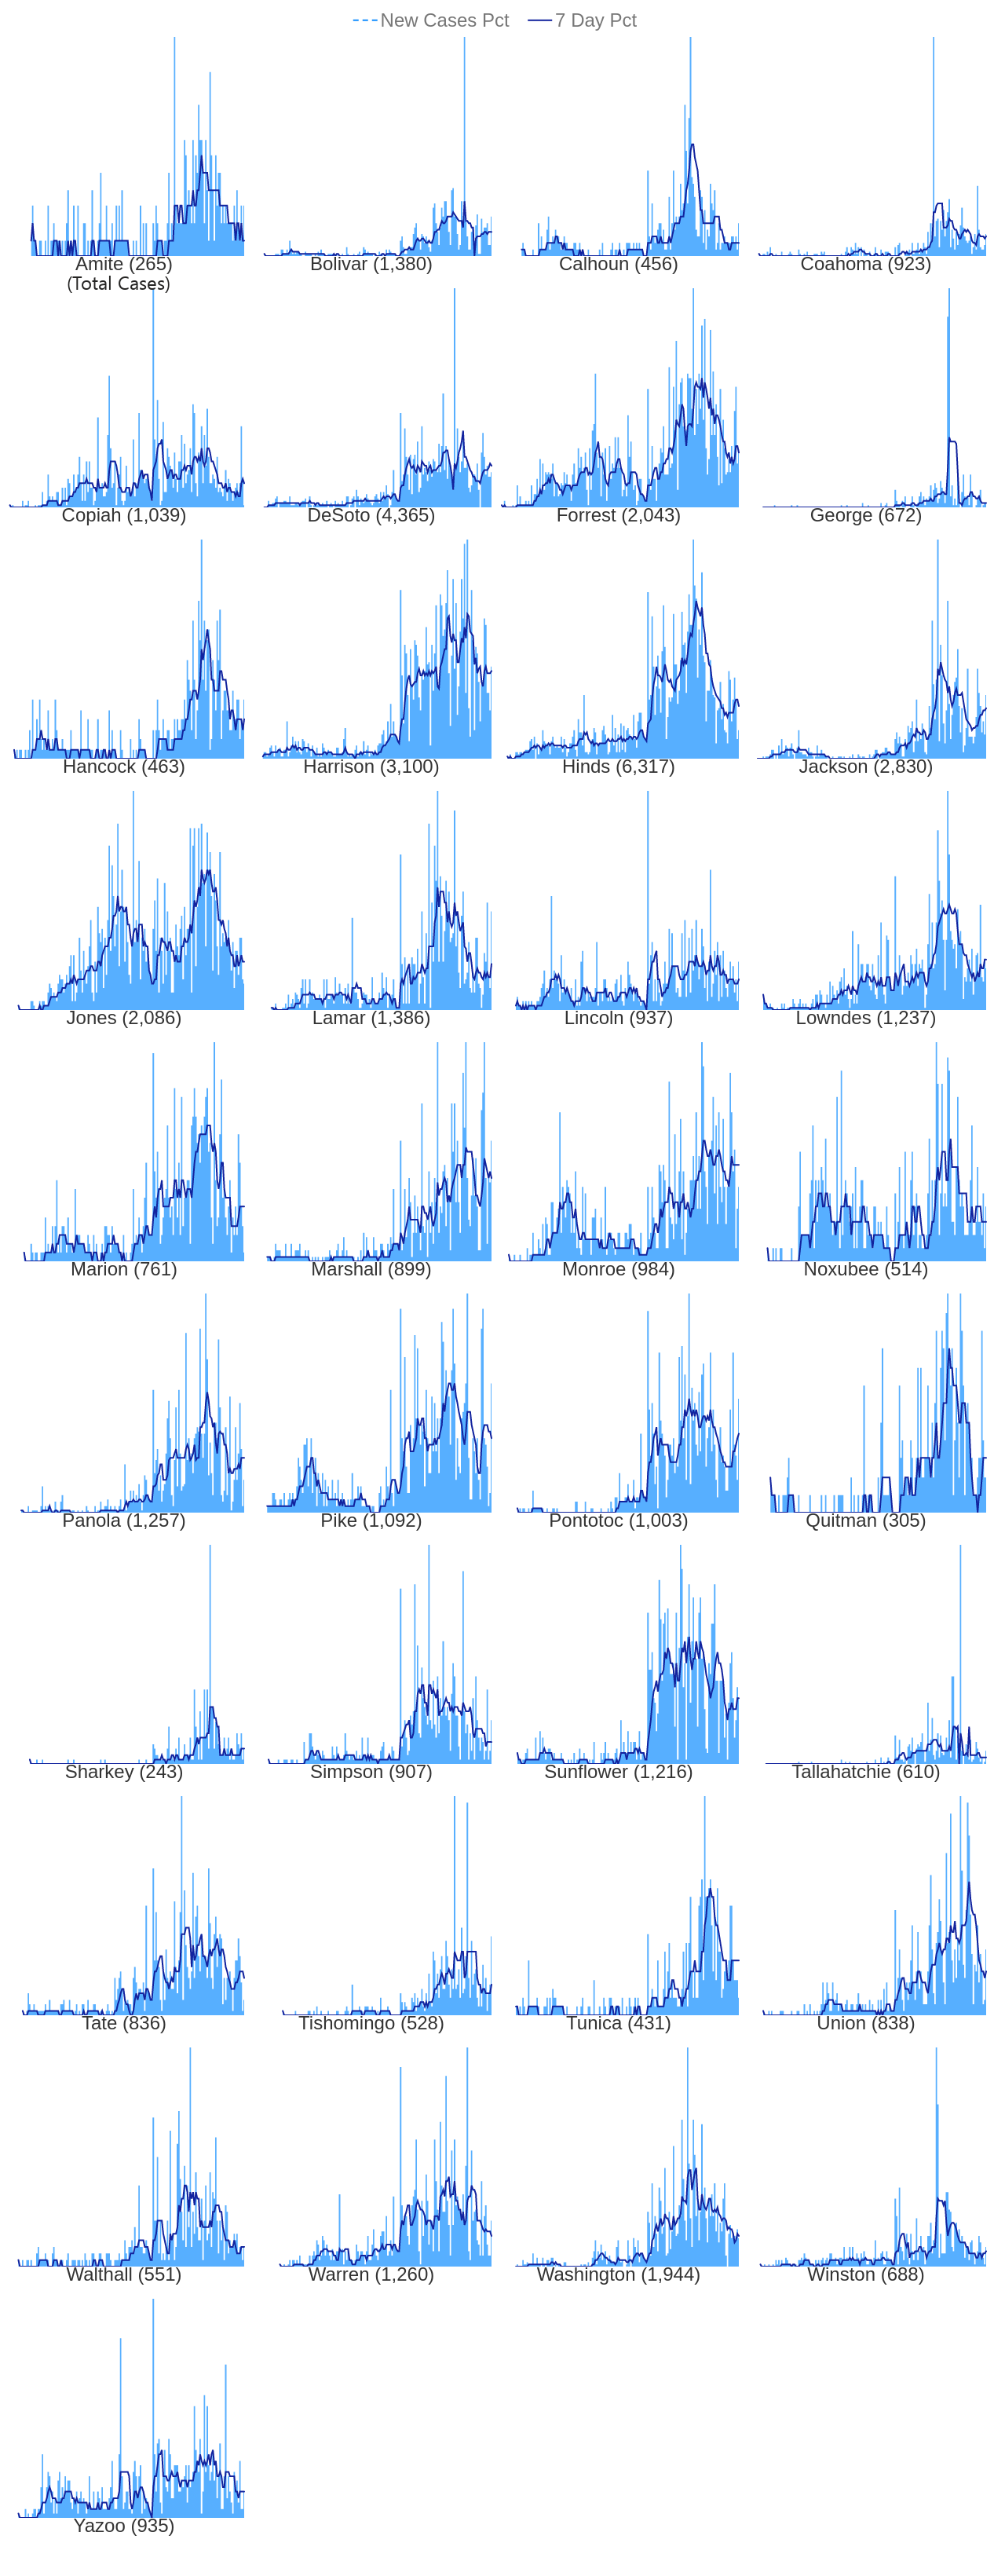 New Cases Pct 7 Day Pct
Amite (265) Bolivar (1,380) Calhoun (456) Coahoma (923)
(Total Cases)
Copiah (1,039) DeSoto (4,365) Forrest (2,043) George (672)
Hancock (463) Harrison (3,100) Hinds (6,317) Jackson (2,830)
Jones (2,086) Lamar (1,386) Lincoln (937) Lowndes (1,237)
Marion (761) Marshall (899) Monroe (984) Noxubee (514)
Panola (1,257) Pike (1,092) Pontotoc (1,003) Quitman (305)
Sharkey (243) Simpson (907) Sunflower (1,216) Tallahatchie (610)
Tate (836) Tishomingo (528) Tunica (431) Union (838)
Walthall (551) Warren (1,260) Washington (1,944) Winston (688)
Yazoo (935)